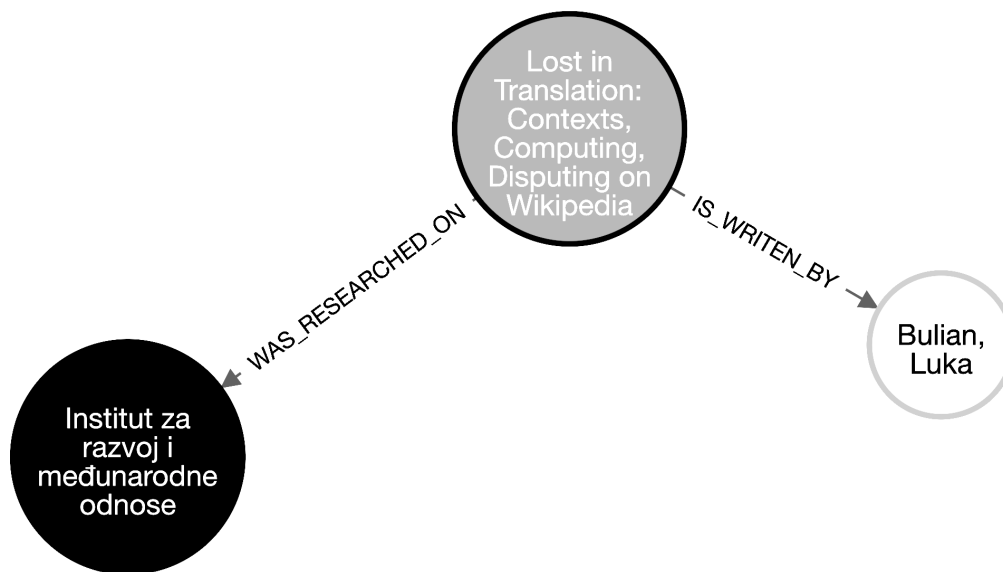 Lost in
Translation:
Contexts,
Computing,
Disputing on
Wikipedia
WAS_RESEARCHED_ON
IS_WRITEN_BY
Bulian,
Luka
Institut za
razvoj i
međunarodne
odnose